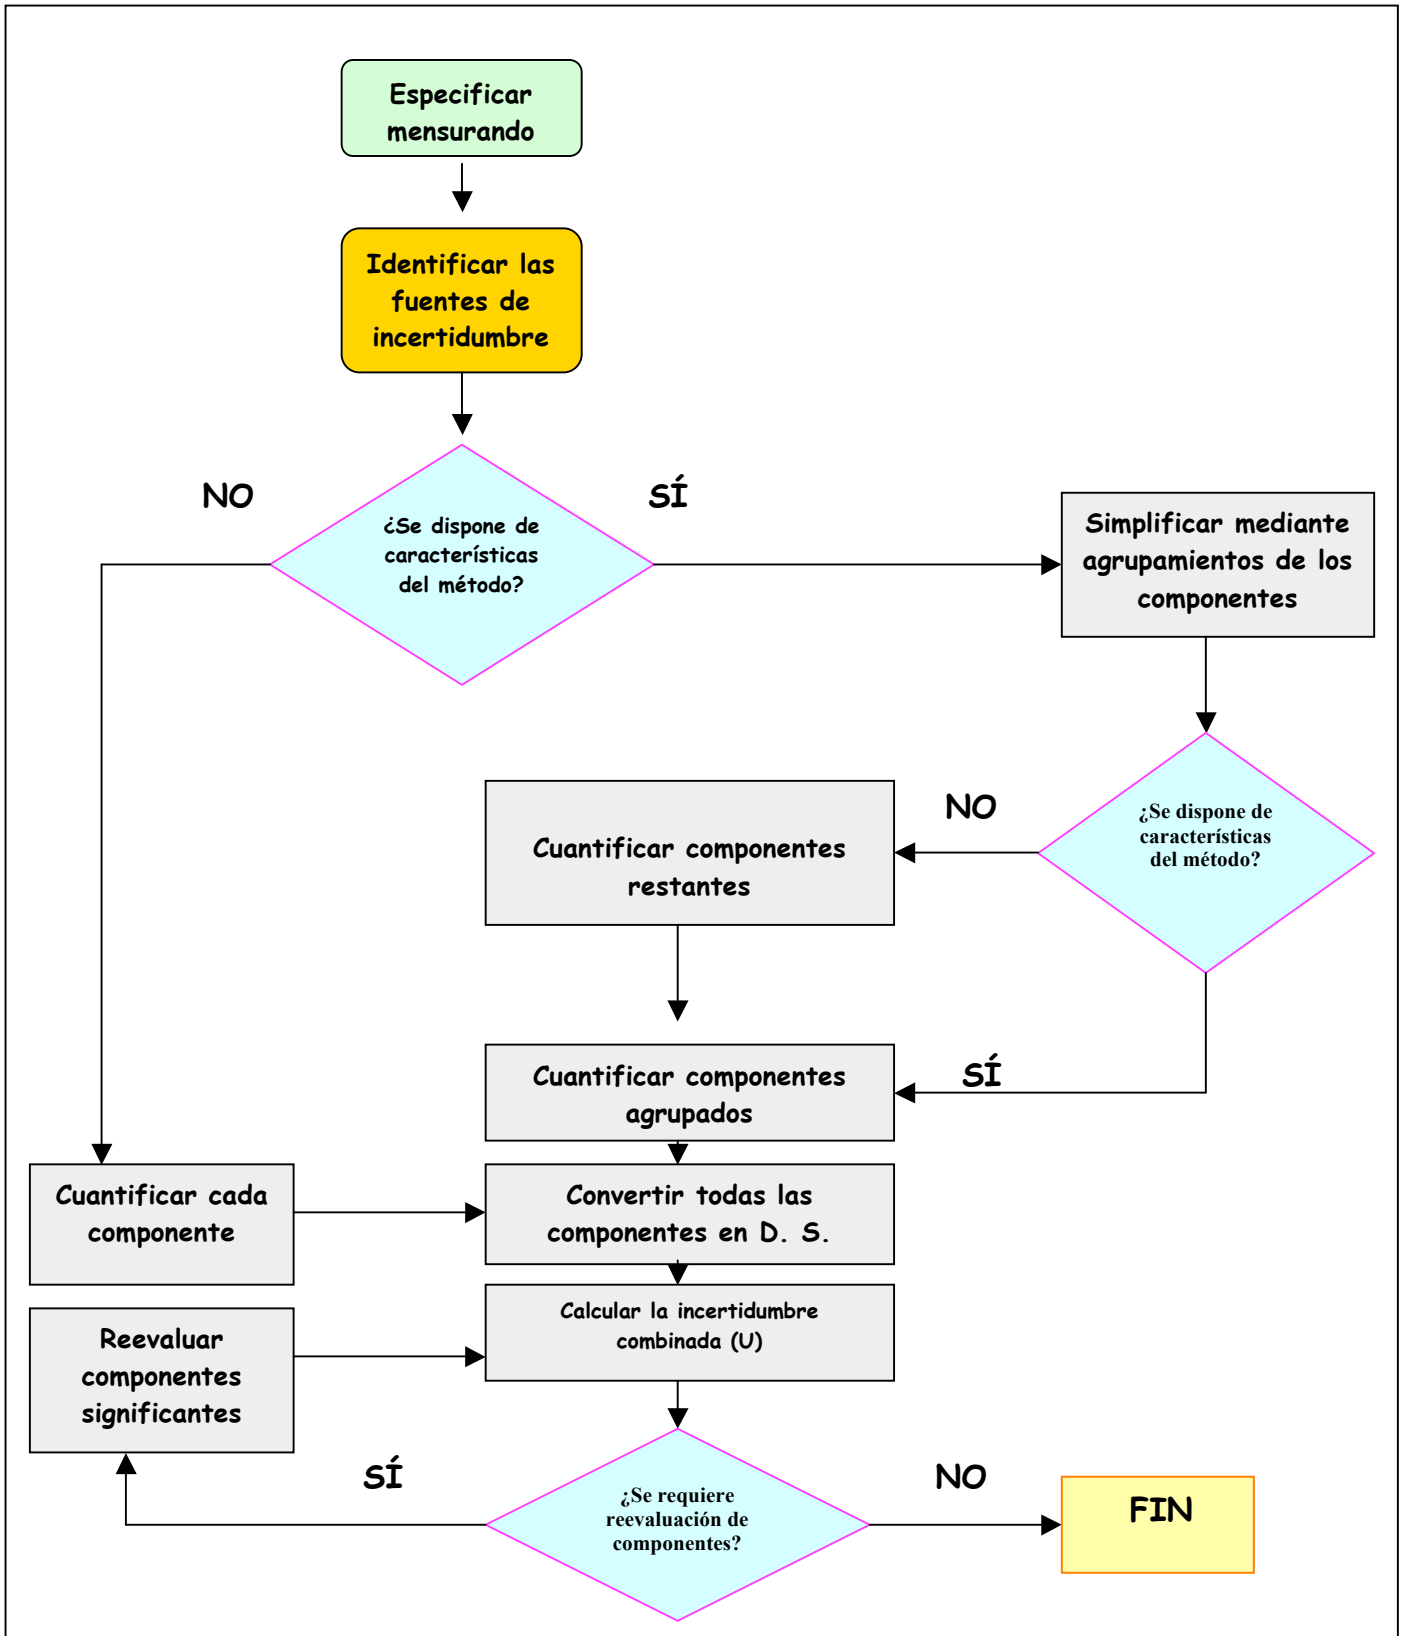 Especificar
mensurando
Identificar las
fuentes de
incertidumbre
NO
SÍ
¿Se dispone de
características
del método?
Simplificar mediante
agrupamientos de los
componentes
NO
¿Se dispone de
características
del método?
Cuantificar componentes
restantes
Cuantificar componentes
agrupados
SÍ
Cuantificar cada
componente
Convertir todas las
componentes en D. S.
Calcular la incertidumbre
combinada (U)
Reevaluar
componentes
significantes
SÍ
NO
¿Se requiere
reevaluación de
componentes?
FIN